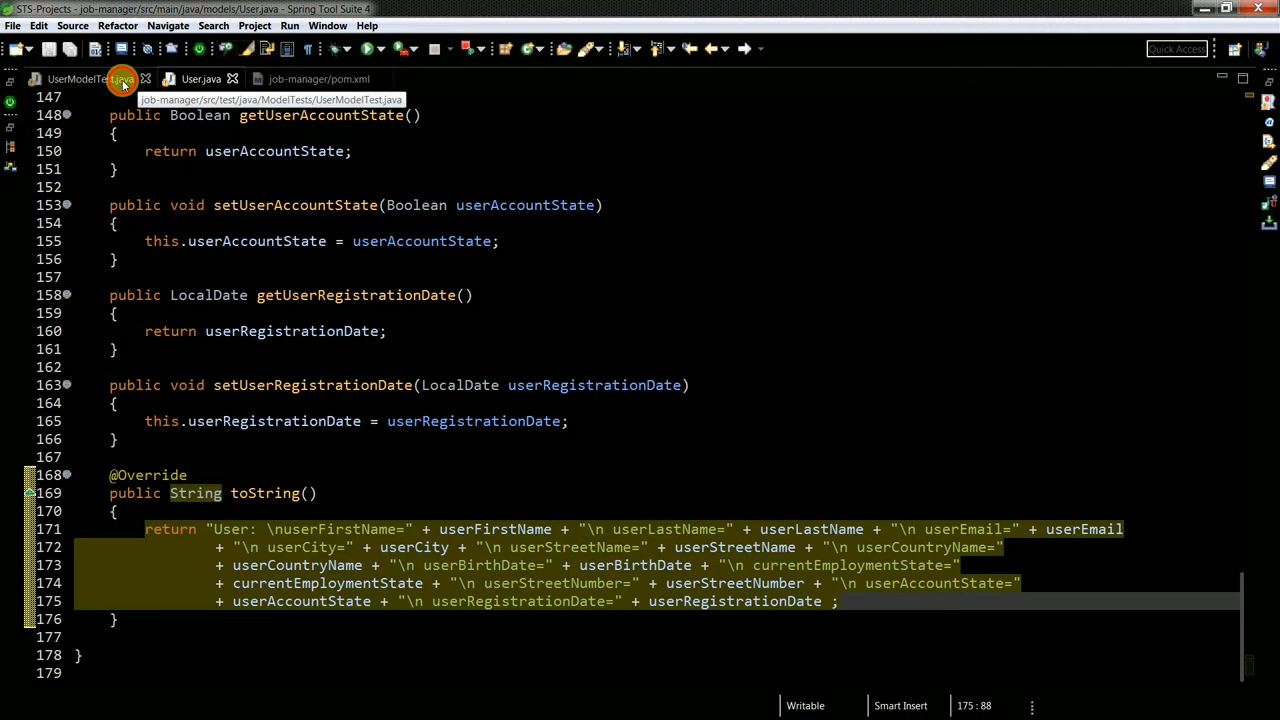 STS-Projects - job-manager/src/main/java/models/User.java - Spring Tool Suite 4
File Edit Source Refactor Navigate Search Project Run Window Help
Quick Access
UserModelTest.java User.java job-manager/pom.xml
job-manager/src/test/java/ModelTests/UserModelTest.java
147
148 public Boolean getUserAccountState()
149 {
150 return userAccountState;
151 }
152
153 public void setUserAccountState(Boolean userAccountState)
154 {
155 this.userAccountState = userAccountState;
156 }
157
158 public LocalDate getUserRegistrationDate()
159 {
160 return userRegistrationDate;
161 }
162
163 public void setUserRegistrationDate(LocalDate userRegistrationDate)
164 {
165 this.userRegistrationDate = userRegistrationDate;
166 }
167
168 @Override
169 public String toString()
170 {
171 return "User: \nuserFirstName=" + userFirstName + "\n userLastName=" + userLastName + "\n userEmail=" + userEmail
172 + "\n userCity=" + userCity + "\n userStreetName=" + userStreetName + "\n userCountryName="
173 + userCountryName + "\n userBirthDate=" + userBirthDate + "\n currentEmploymentState="
174 + currentEmploymentState + "\n userStreetNumber=" + userStreetNumber + "\n userAccountState="
175 + userAccountState + "\n userRegistrationDate=" + userRegistrationDate ;
176 }
177
178 }
179
Writable Smart Insert 175 : 88